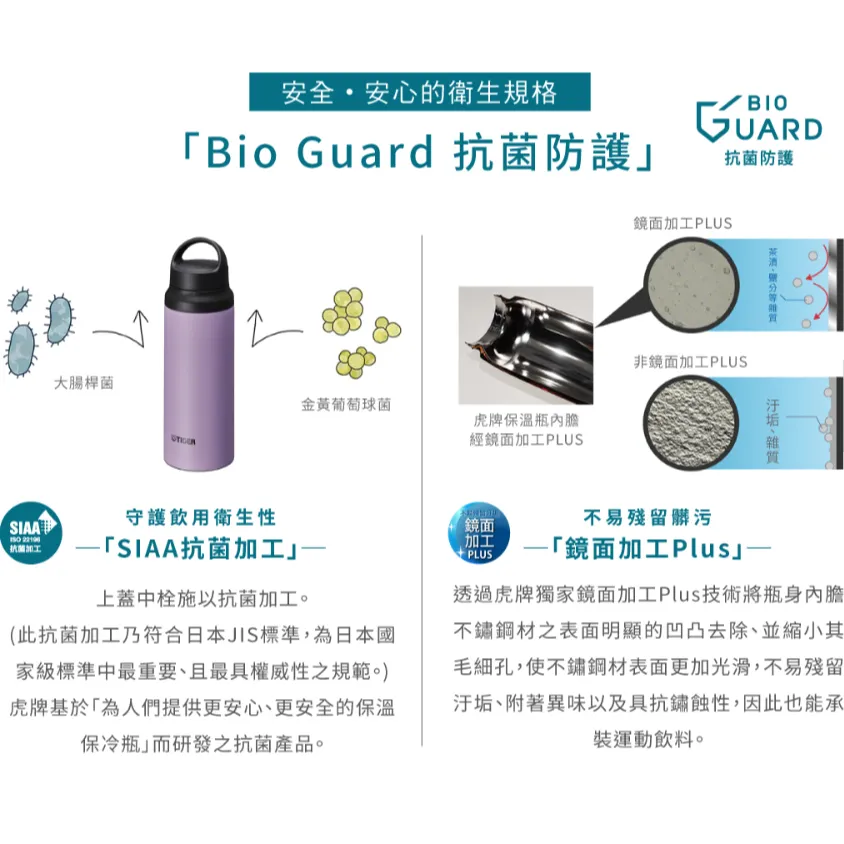 安全・安心的衛生規格
「Bio Guard 抗菌防護」
BIO
GUARD
抗菌防護
大腸桿菌
金黃葡萄球菌
TIGER
鏡面加工PLUS
茶漬、鹽分等雜質
非鏡面加工PLUS
汙垢、雜質
虎牌保溫瓶內膽
經鏡面加工PLUS
SIAA
ISO 22196
抗菌加工
守護飲用衛生性
「SIAA抗菌加工」
上蓋中栓施以抗菌加工。
(此抗菌加工乃符合日本JIS標準,為日本國
家級標準中最重要、且最具權威性之規範。)
虎牌基於「為人們提供更安心、更安全的保溫
保冷瓶」而研發之抗菌產品。
鏡面
加工
PLUS
不易殘留髒污
「鏡面加工Plus」
透過虎牌獨家鏡面加工Plus技術將瓶身內膽
不鏽鋼材之表面明顯的凹凸去除、並縮小其
毛細孔,使不鏽鋼材表面更加光滑,不易殘留
汙垢、附著異味以及具抗鏽蝕性,因此也能承
裝運動飲料。